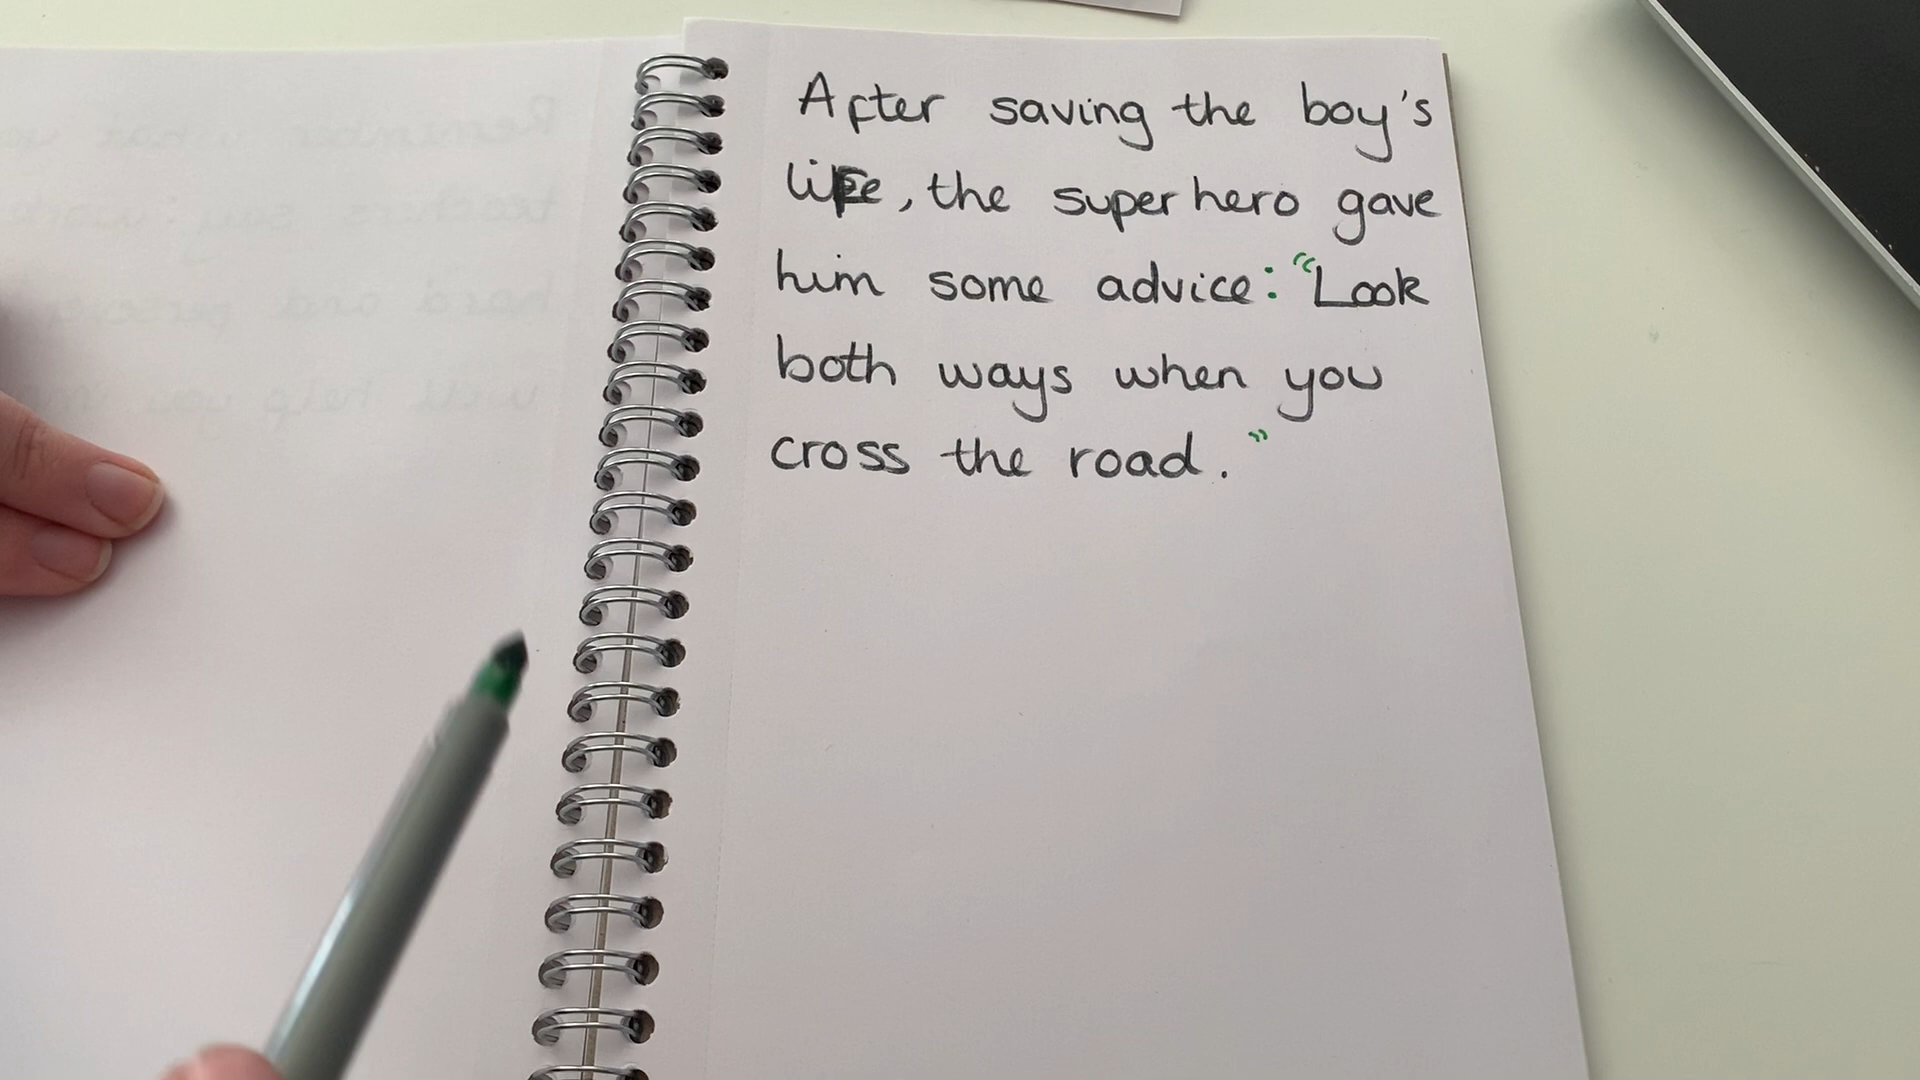 After saving the boy's
life, the superhero gave
him some advice: “Look
both ways when you
cross the road.”